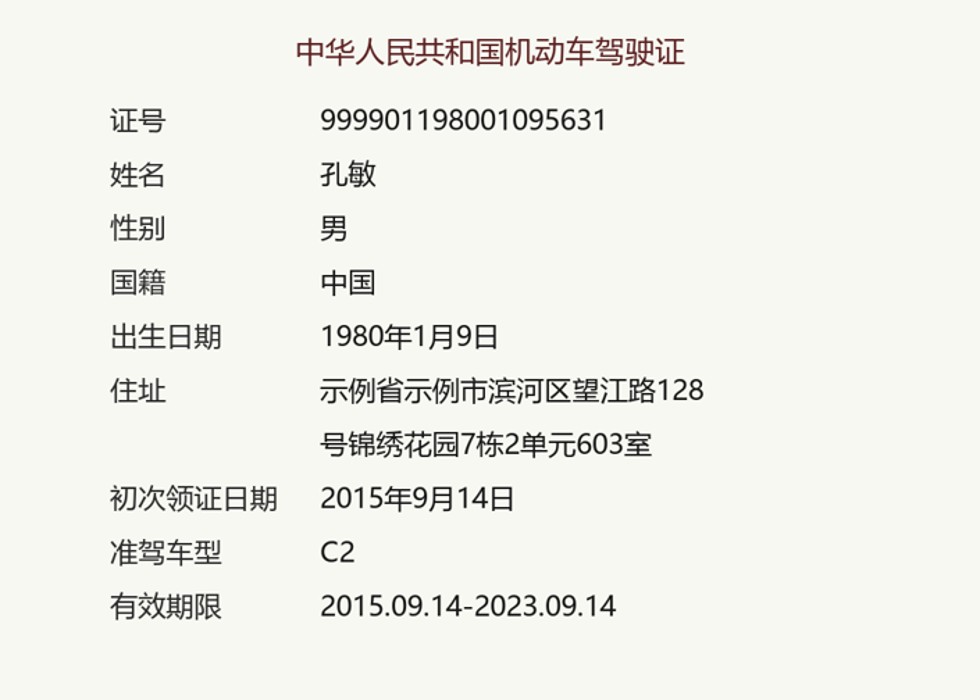 中华人民共和国机动车驾驶证
证号 999901198001095631
姓名 孔敏
性别 男
国籍 中国
出生日期 1980年1月9日
住址 示例省示例市滨河区望江路128
号锦绣花园7栋2单元603室
初次领证日期 2015年9月14日
准驾车型 C2
有效期限 2015.09.14-2023.09.14